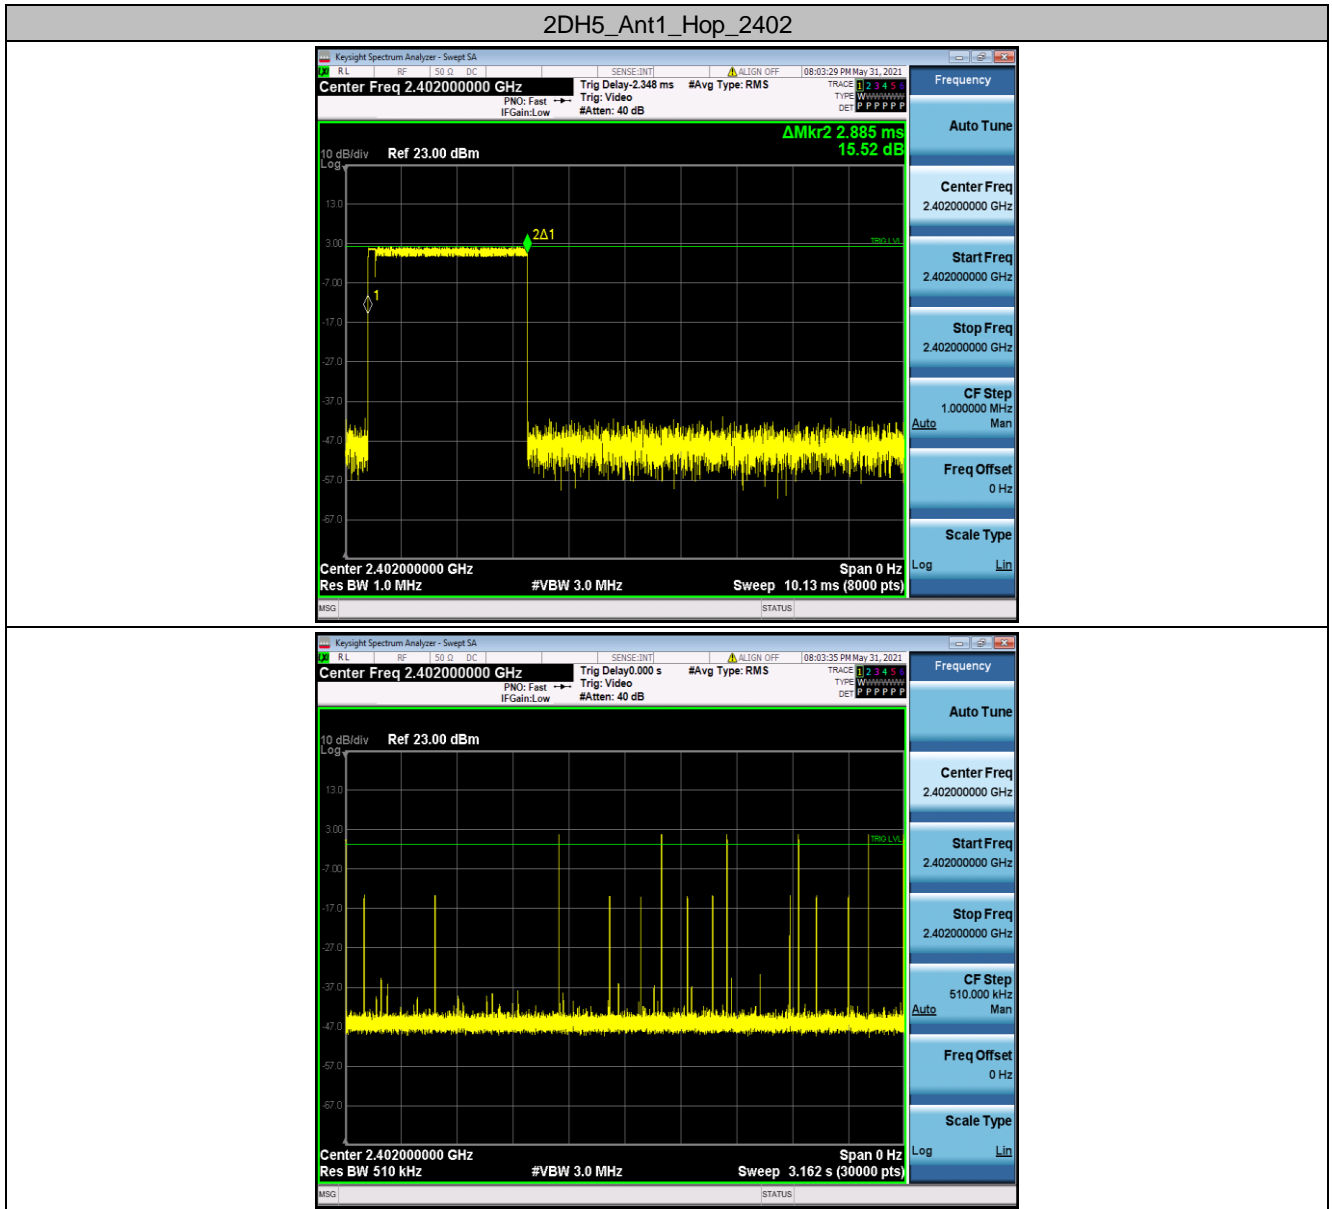 2DH5_Ant1_Hop_2402
Keysight Spectrum Analyzer - Swept SA
RL RF 50 Ω DC SENSE:INT ALIGN OFF 08:03:29 PM May 31, 2021
Center Freq 2.402000000 GHz
PNO: Fast
IFGain:Low
Trig Delay-2.348 ms
Trig: Video
#Atten: 40 dB
#Avg Type: RMS
TRACE 1 2 3 4 5 6
TYPE WWWWWW
DET P P P P P P
Frequency
Auto Tune
ΔMkr2 2.885 ms
15.52 dB
10 dB/div Ref 23.00 dBm
Log
13.0
3.00
-7.00
-17.0
-27.0
-37.0
-47.0
-57.0
-67.0
2Δ1
1
TRIG LVL
Center Freq
2.402000000 GHz
Start Freq
2.402000000 GHz
Stop Freq
2.402000000 GHz
CF Step
1.000000 MHz
Auto Man
Freq Offset
0 Hz
Scale Type
Log Lin
Center 2.402000000 GHz Span 0 Hz
Res BW 1.0 MHz #VBW 3.0 MHz Sweep 10.13 ms (8000 pts)
MSG STATUS
Keysight Spectrum Analyzer - Swept SA
RL RF 50 Ω DC SENSE:INT ALIGN OFF 08:03:35 PM May 31, 2021
Center Freq 2.402000000 GHz
PNO: Fast
IFGain:Low
Trig Delay0.000 s
Trig: Video
#Atten: 40 dB
#Avg Type: RMS
TRACE 1 2 3 4 5 6
TYPE WWWWWW
DET P P P P P P
Frequency
Auto Tune
10 dB/div Ref 23.00 dBm
Log
13.0
3.00
-7.00
-17.0
-27.0
-37.0
-47.0
-57.0
-67.0
TRIG LVL
Center Freq
2.402000000 GHz
Start Freq
2.402000000 GHz
Stop Freq
2.402000000 GHz
CF Step
510.000 kHz
Auto Man
Freq Offset
0 Hz
Scale Type
Log Lin
Center 2.402000000 GHz Span 0 Hz
Res BW 510 kHz #VBW 3.0 MHz Sweep 3.162 s (30000 pts)
MSG STATUS